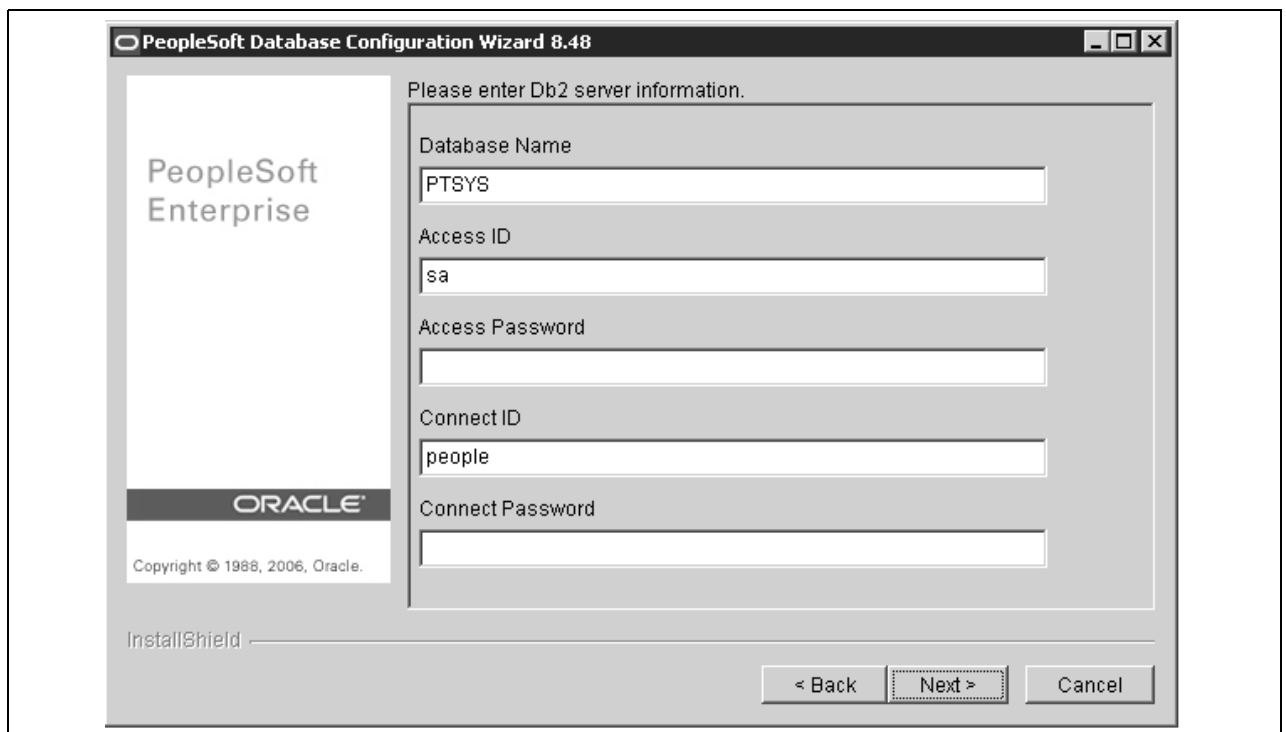 PeopleSoft Database Configuration Wizard 8.48
PeopleSoft
Enterprise
ORACLE
Copyright © 1988, 2006, Oracle.
Please enter Db2 server information.
Database Name
PTSYS
Access ID
sa
Access Password
Connect ID
people
Connect Password
InstallShield
< Back
Next >
Cancel